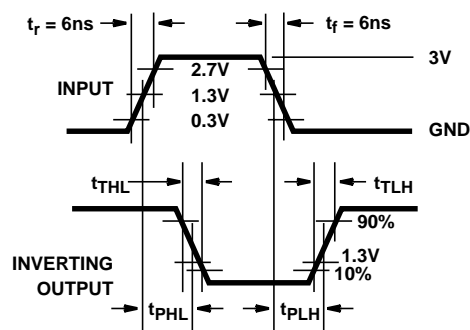 tr = 6ns
tf = 6ns
3V
2.7V
INPUT
1.3V
0.3V
GND
tTHL
tTLH
90%
1.3V
INVERTING
OUTPUT
10%
tPHL
tPLH